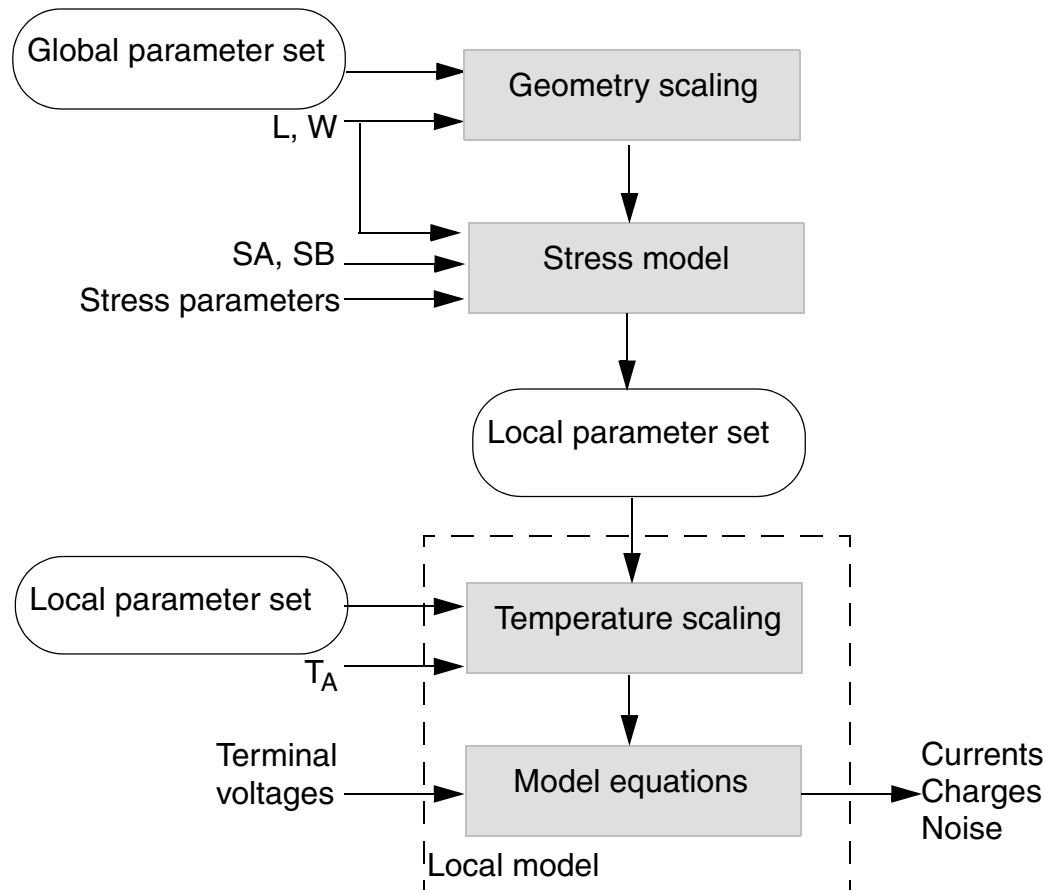 Global parameter set
Geometry scaling
L, W
SA, SB
Stress model
Stress parameters
Local parameter set
Local parameter set
Temperature scaling
T_A
Terminal
voltages
Model equations
Currents
Charges
Noise
Local model